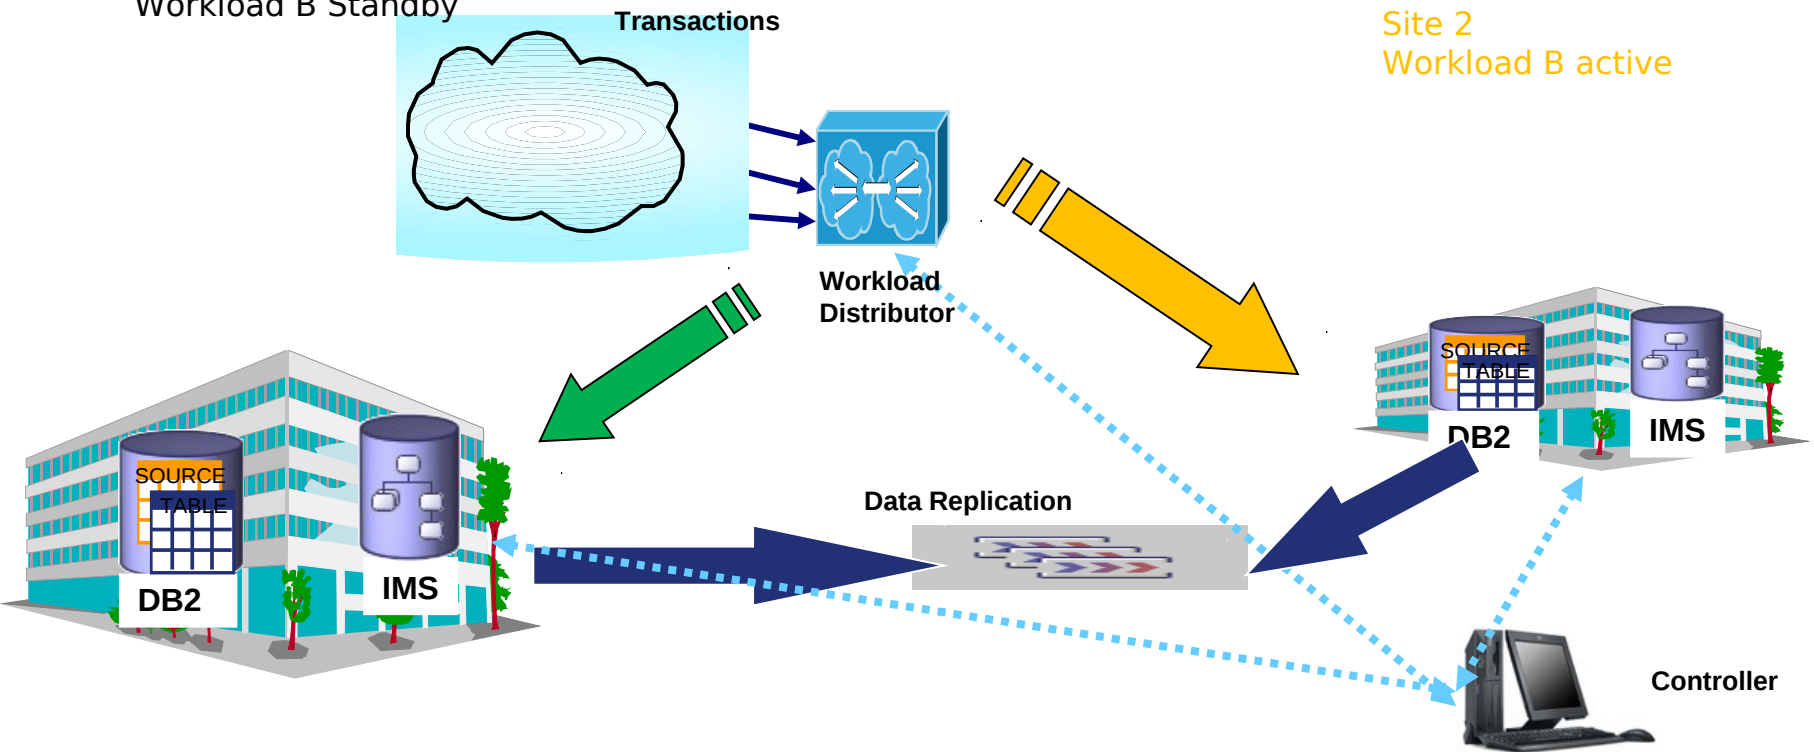 Workload B Standby
Transactions
Site 2
Workload B active
Workload
Distributor
SOURCE
TABLE
DB2
IMS
SOURCE
TABLE
DB2
IMS
Data Replication
Controller